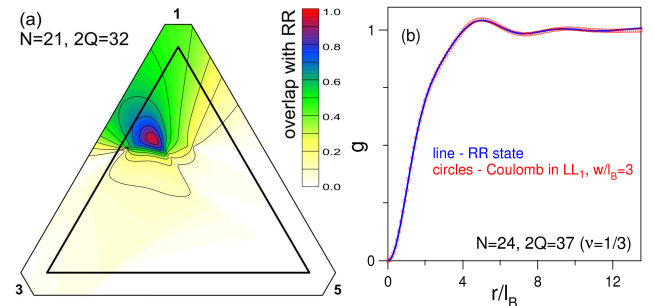 (a)
N=21, 2Q=32
1
3
5
overlap with RR
1.0
0.8
0.6
0.4
0.2
0.0
(b)
g
1
0
line - RR state
circles - Coulomb in LL₁, w/l_B=3
N=24, 2Q=37 (ν=1/3)
0 4 8 12
r/l_B